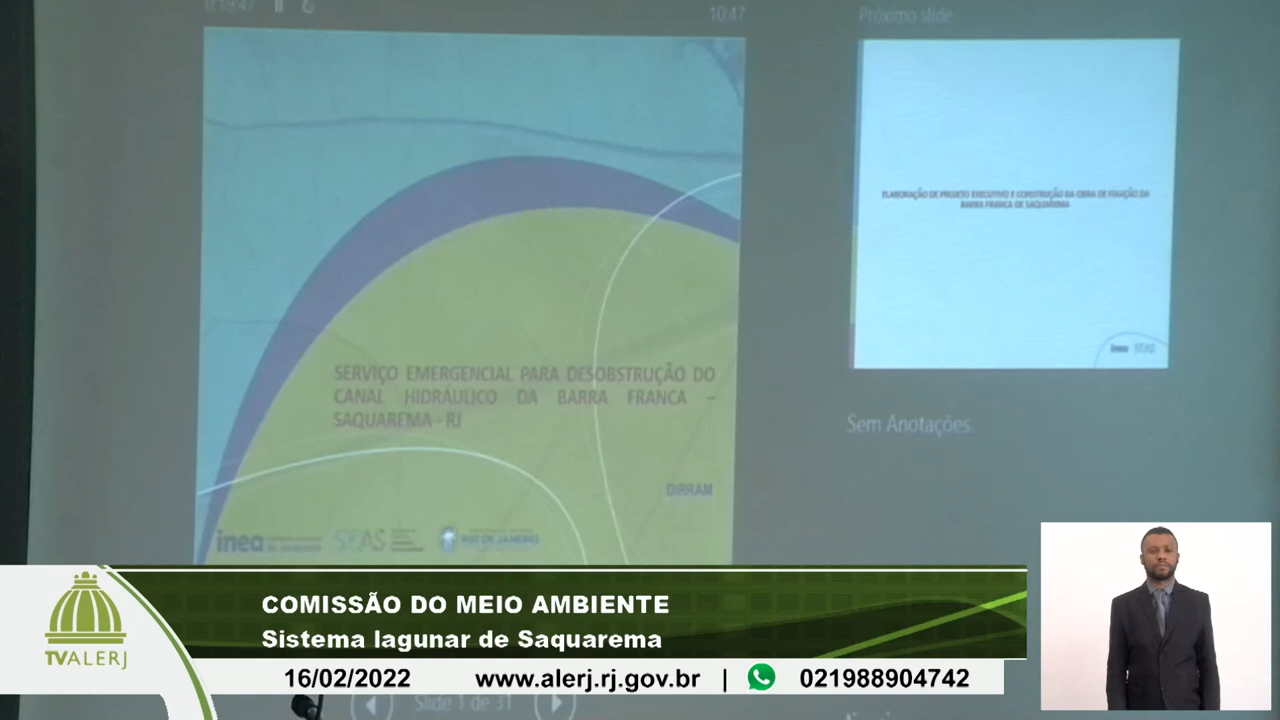 0:19:47
10:47
Próximo slide
ELABORAÇÃO DE PROJETO EXECUTIVO E CONSTRUÇÃO DA OBRA DE FIXAÇÃO DA
BARRA FRANCA DE SAQUAREMA
inea SEAS
SERVIÇO EMERGENCIAL PARA DESOBSTRUÇÃO DO
CANAL HIDRÁULICO DA BARRA FRANCA –
SAQUAREMA - RJ
Sem Anotações.
DIRRAM
inea SEAS RIO DE JANEIRO
COMISSÃO DO MEIO AMBIENTE
Sistema lagunar de Saquarema
TVALERJ
16/02/2022 www.alerj.rj.gov.br | 021988904742
Slide 1 de 31